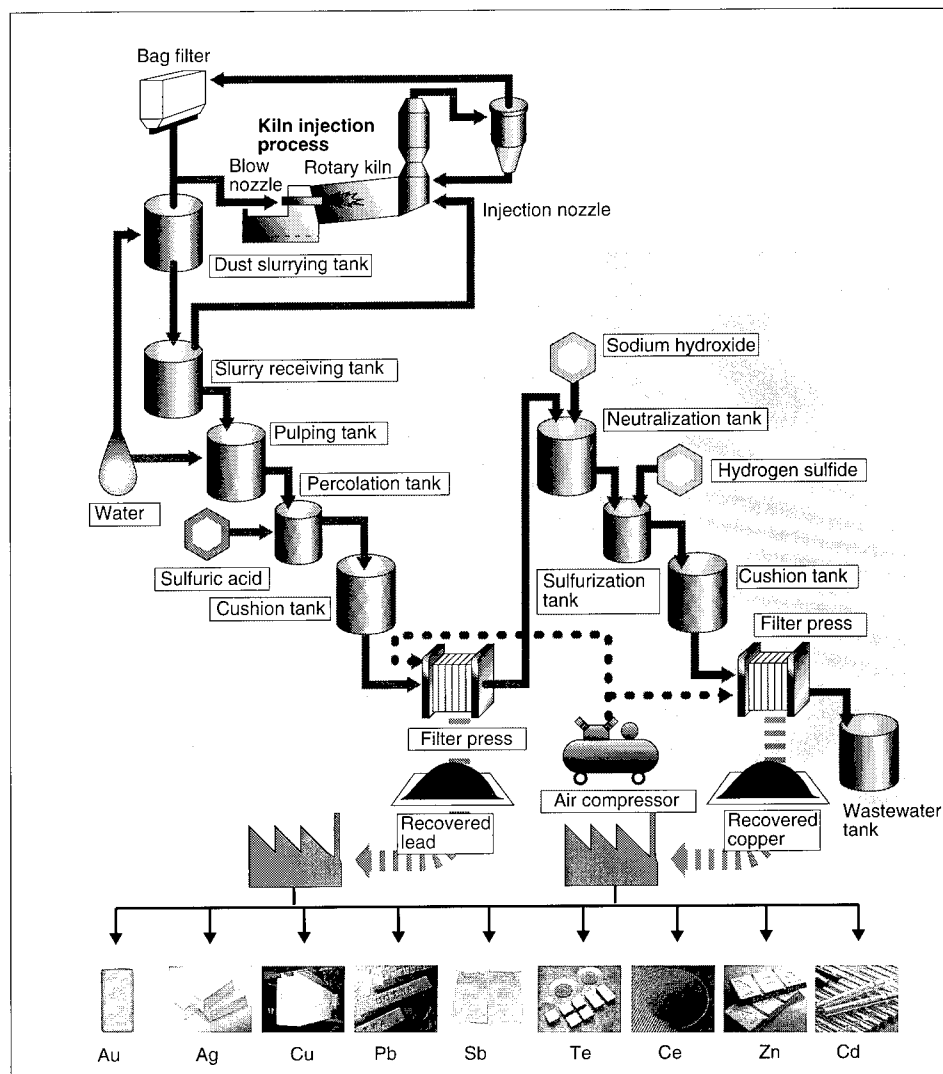 Bag filter
Kiln injection
process
Blow
nozzle
Rotary kiln
Injection nozzle
Dust slurrying tank
Slurry receiving tank
Sodium hydroxide
Pulping tank
Neutralization tank
Percolation tank
Hydrogen sulfide
Water
Sulfuric acid
Cushion tank
Sulfurization
tank
Cushion tank
Filter press
Filter press
Air compressor
Recovered
lead
Recovered
copper
Wastewater
tank
Au Ag Cu Pb Sb Te Ce Zn Cd